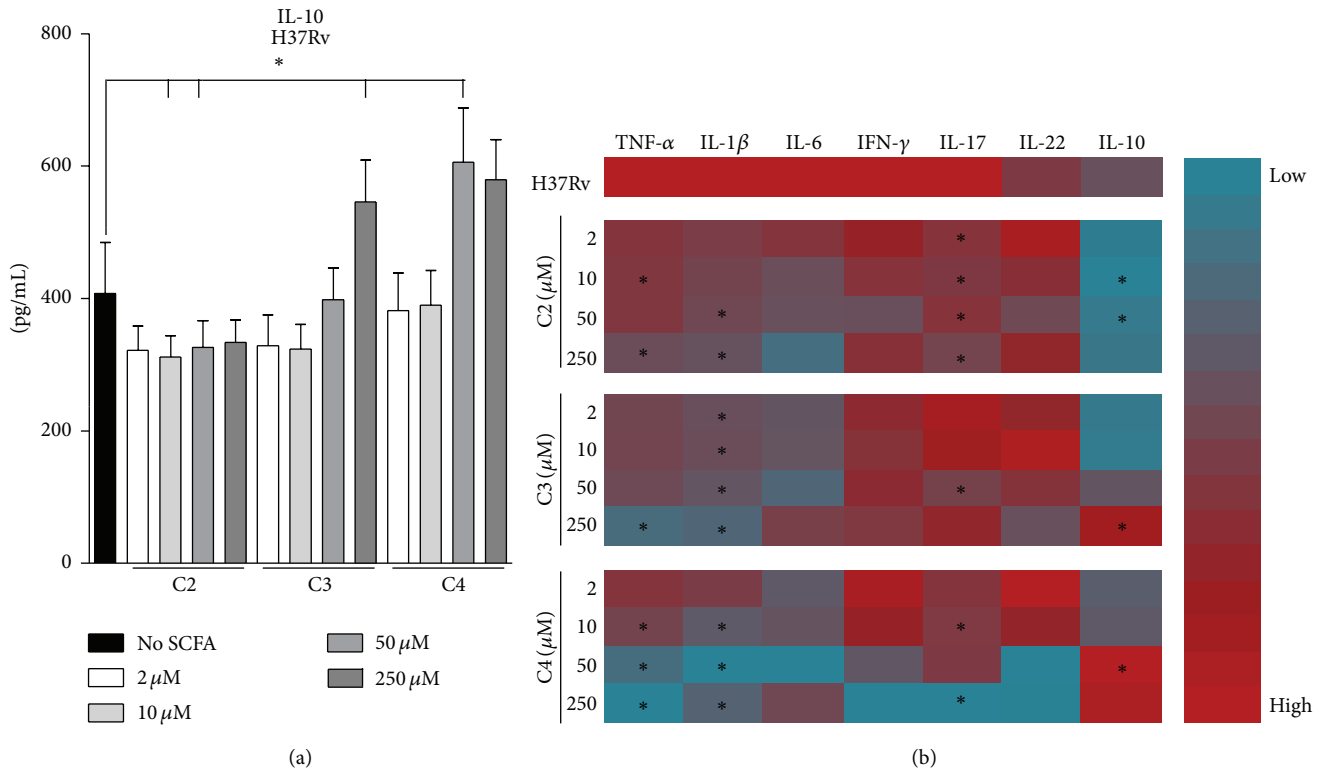 IL-10
H37Rv
*
800
600
400
200
0
(pg/mL)
C2 C3 C4
No SCFA
2 μM
10 μM
50 μM
250 μM
(a)
TNF-α IL-1β IL-6 IFN-γ IL-17 IL-22 IL-10
H37Rv
C2 (μM)
2 *
10 * * *
50 * * *
250 * * *
C3 (μM)
2 *
10 *
50 * *
250 * * *
C4 (μM)
2
10 * * *
50 * * *
250 * * *
Low
High
(b)